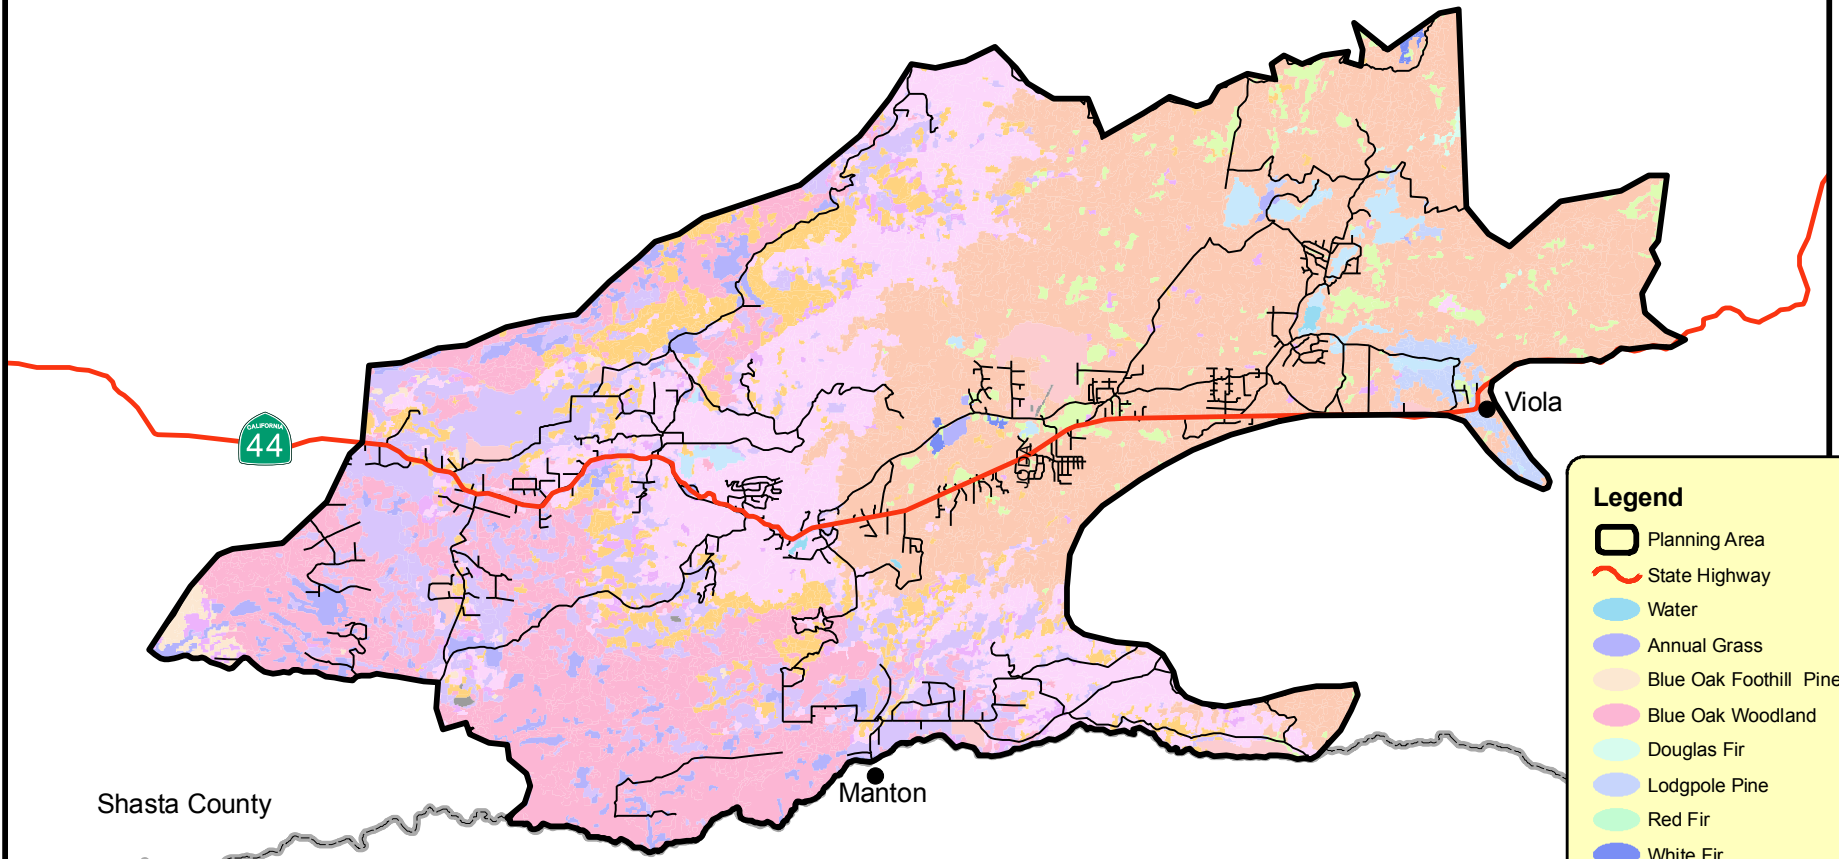 CALIFORNIA
44
Viola
Manton
Shasta County
Legend
Planning Area
State Highway
Water
Annual Grass
Blue Oak Foothill Pine
Blue Oak Woodland
Douglas Fir
Lodgpole Pine
Red Fir
White Fir